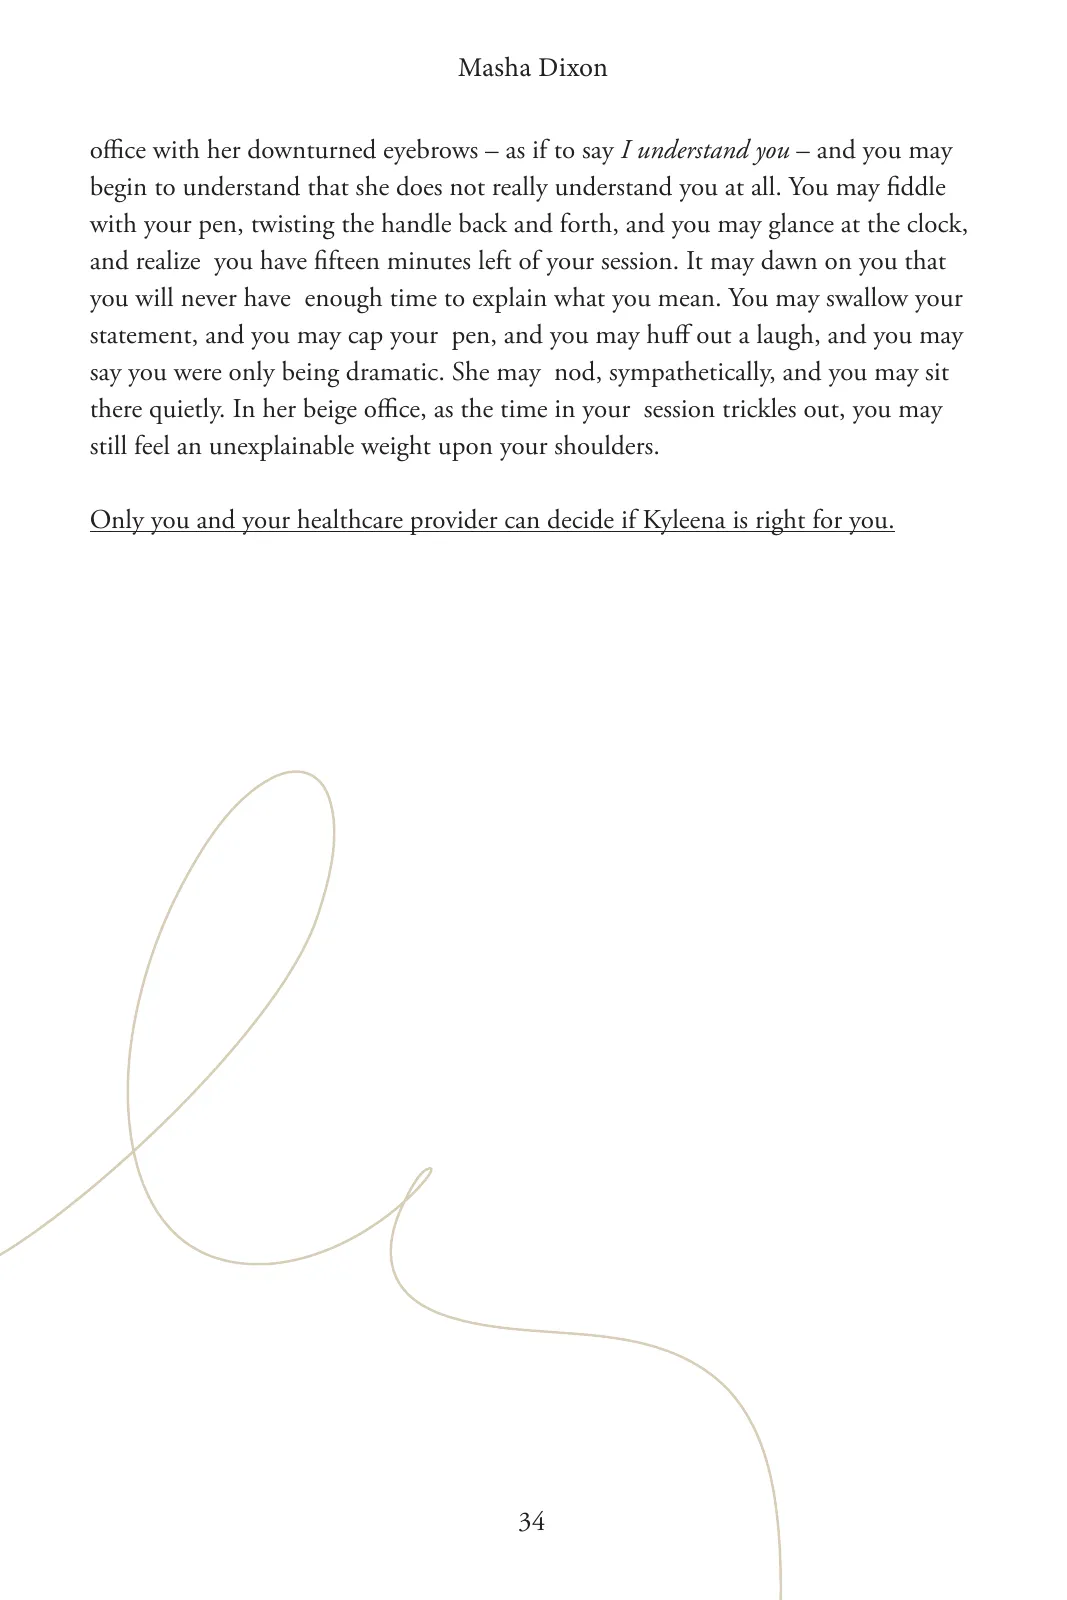 Masha Dixon
office with her downturned eyebrows – as if to say I understand you – and you may
begin to understand that she does not really understand you at all. You may fiddle
with your pen, twisting the handle back and forth, and you may glance at the clock,
and realize  you have fifteen minutes left of your session. It may dawn on you that
you will never have  enough time to explain what you mean. You may swallow your
statement, and you may cap your  pen, and you may huff out a laugh, and you may
say you were only being dramatic. She may  nod, sympathetically, and you may sit
there quietly. In her beige office, as the time in your  session trickles out, you may
still feel an unexplainable weight upon your shoulders.
Only you and your healthcare provider can decide if Kyleena is right for you.
34